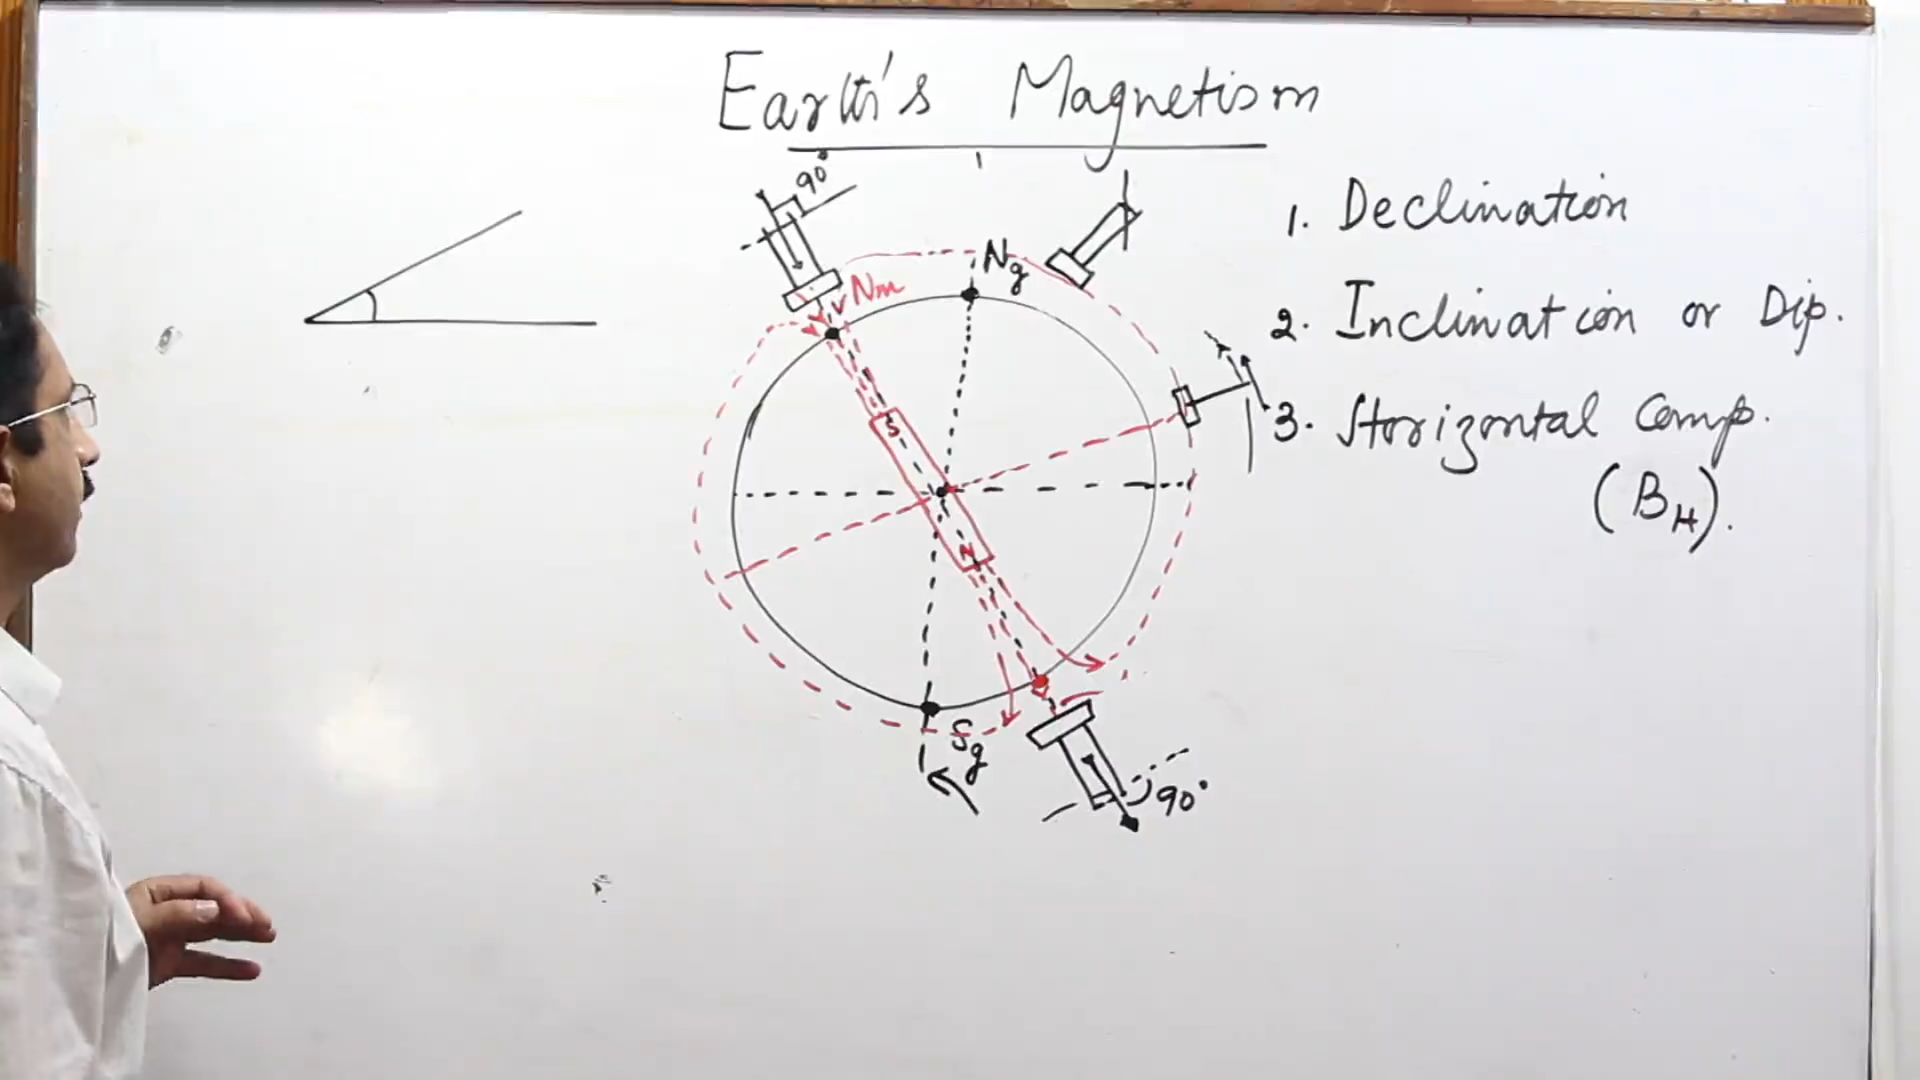 Earth's Magnetism
90°
1. Declination
Ng
Nm
2. Inclination or Dip.
S
3. Horizontal Comp.
(BH).
N
Sg
90°